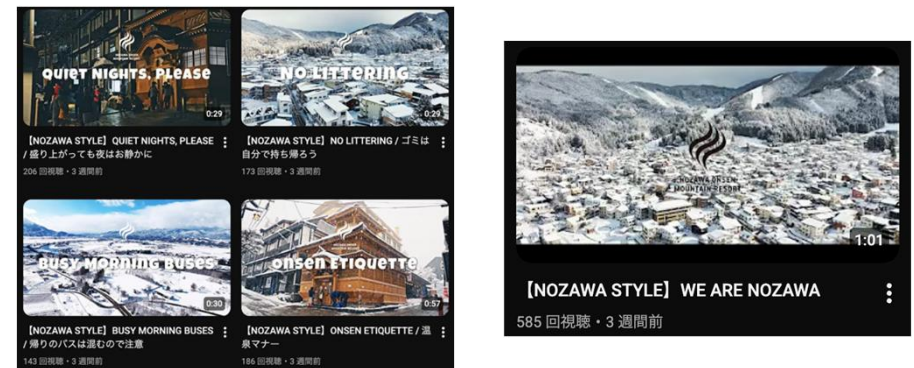 QUIET NIGHTS, PLEASE
0:29
【NOZAWA STYLE】QUIET NIGHTS, PLEASE
/ 盛り上がっても夜はお静かに
206 回視聴・3 週間前
NO LITTERING
0:29
【NOZAWA STYLE】NO LITTERING / ゴミは
自分で持ち帰ろう
173 回視聴・3 週間前
BUSY MORNING BUSES
0:30
【NOZAWA STYLE】BUSY MORNING BUSES
/ 帰りのバスは混むので注意
143 回視聴・3 週間前
ONSEN ETIQUETTE
0:57
【NOZAWA STYLE】ONSEN ETIQUETTE / 温
泉マナー
186 回視聴・3 週間前
NOZAWA ONSEN
MOUNTAIN RESORT
1:01
【NOZAWA STYLE】WE ARE NOZAWA
585 回視聴・3 週間前